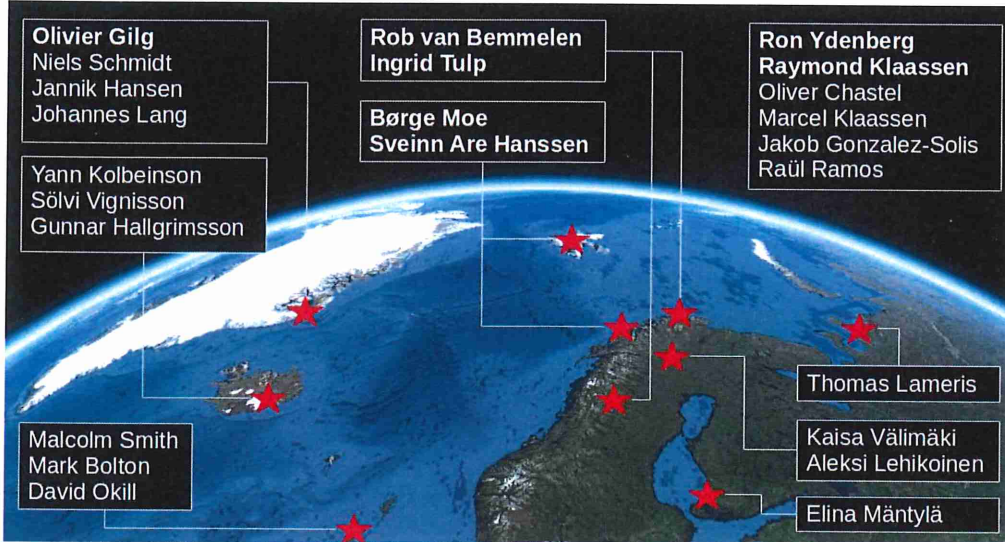 Olivier Gilg
Niels Schmidt
Jannik Hansen
Johannes Lang
Yann Kolbeinson
Sölvi Vignisson
Gunnar Hallgrimsson
Malcolm Smith
Mark Bolton
David Okill
Rob van Bemmelen
Ingrid Tulp
Børge Moe
Sveinn Are Hanssen
Ron Ydenberg
Raymond Klaassen
Oliver Chastel
Marcel Klaassen
Jakob Gonzalez-Solis
Raül Ramos
Thomas Lameris
Kaisa Välimäki
Aleksi Lehikoinen
Elina Mäntylä